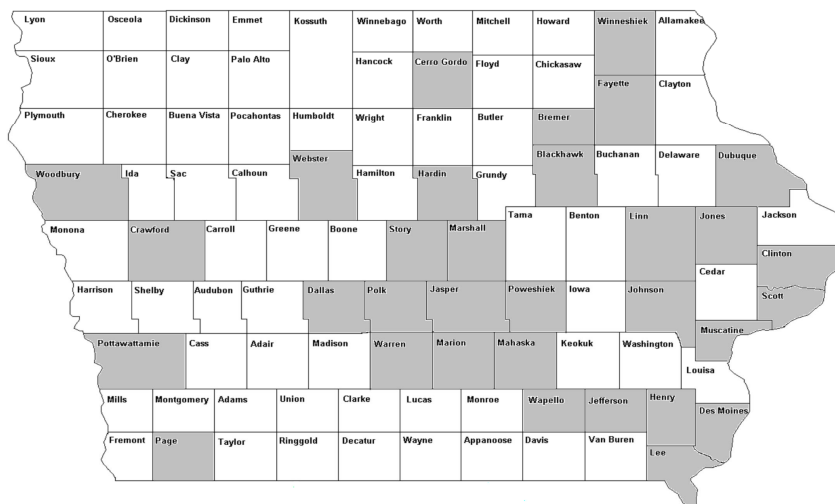 Lyon Osceola Dickinson Emmet Kossuth Winnebago Worth Mitchell Howard Winneshiek Allamakee
Sioux O'Brien Clay Palo Alto Hancock Cerro Gordo Floyd Chickasaw
Fayette Clayton
Plymouth Cherokee Buena Vista Pocahontas Humboldt Wright Franklin Butler Bremer
Webster Blackhawk Buchanan Delaware Dubuque
Woodbury Ida Sac Calhoun Hamilton Hardin Grundy
Tama Benton Linn Jones Jackson
Monona Crawford Carroll Greene Boone Story Marshall
Clinton
Cedar
Harrison Shelby Audubon Guthrie Dallas Polk Jasper Poweshiek Iowa Johnson Scott
Muscatine
Pottawattamie Cass Adair Madison Warren Marion Mahaska Keokuk Washington
Louisa
Mills Montgomery Adams Union Clarke Lucas Monroe Wapello Jefferson Henry
Des Moines
Fremont Page Taylor Ringgold Decatur Wayne Appanoose Davis Van Buren
Lee